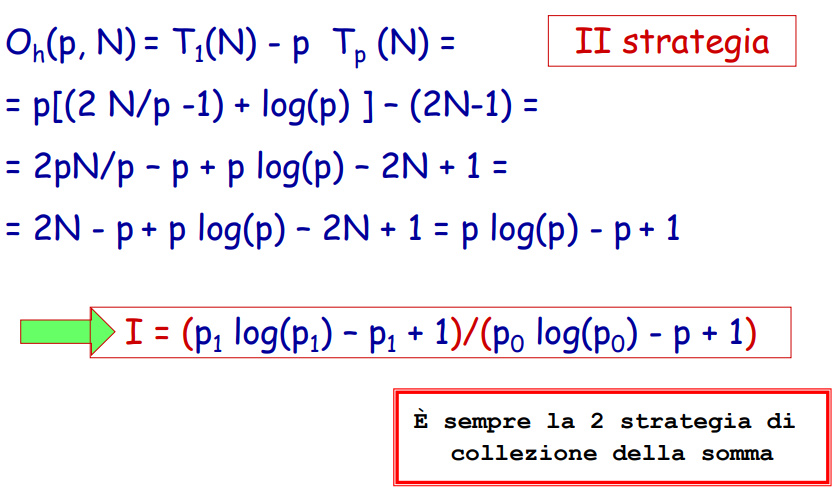 Oₕ(p, N) = T₁(N) - p Tₚ (N) =
II strategia
= p[(2 N/p -1) + log(p) ] – (2N-1) =
= 2pN/p – p + p log(p) – 2N + 1 =
= 2N - p + p log(p) – 2N + 1 = p log(p) - p + 1
I = (p₁ log(p₁) – p₁ + 1)/(p₀ log(p₀) - p + 1)
È sempre la 2 strategia di
collezione della somma